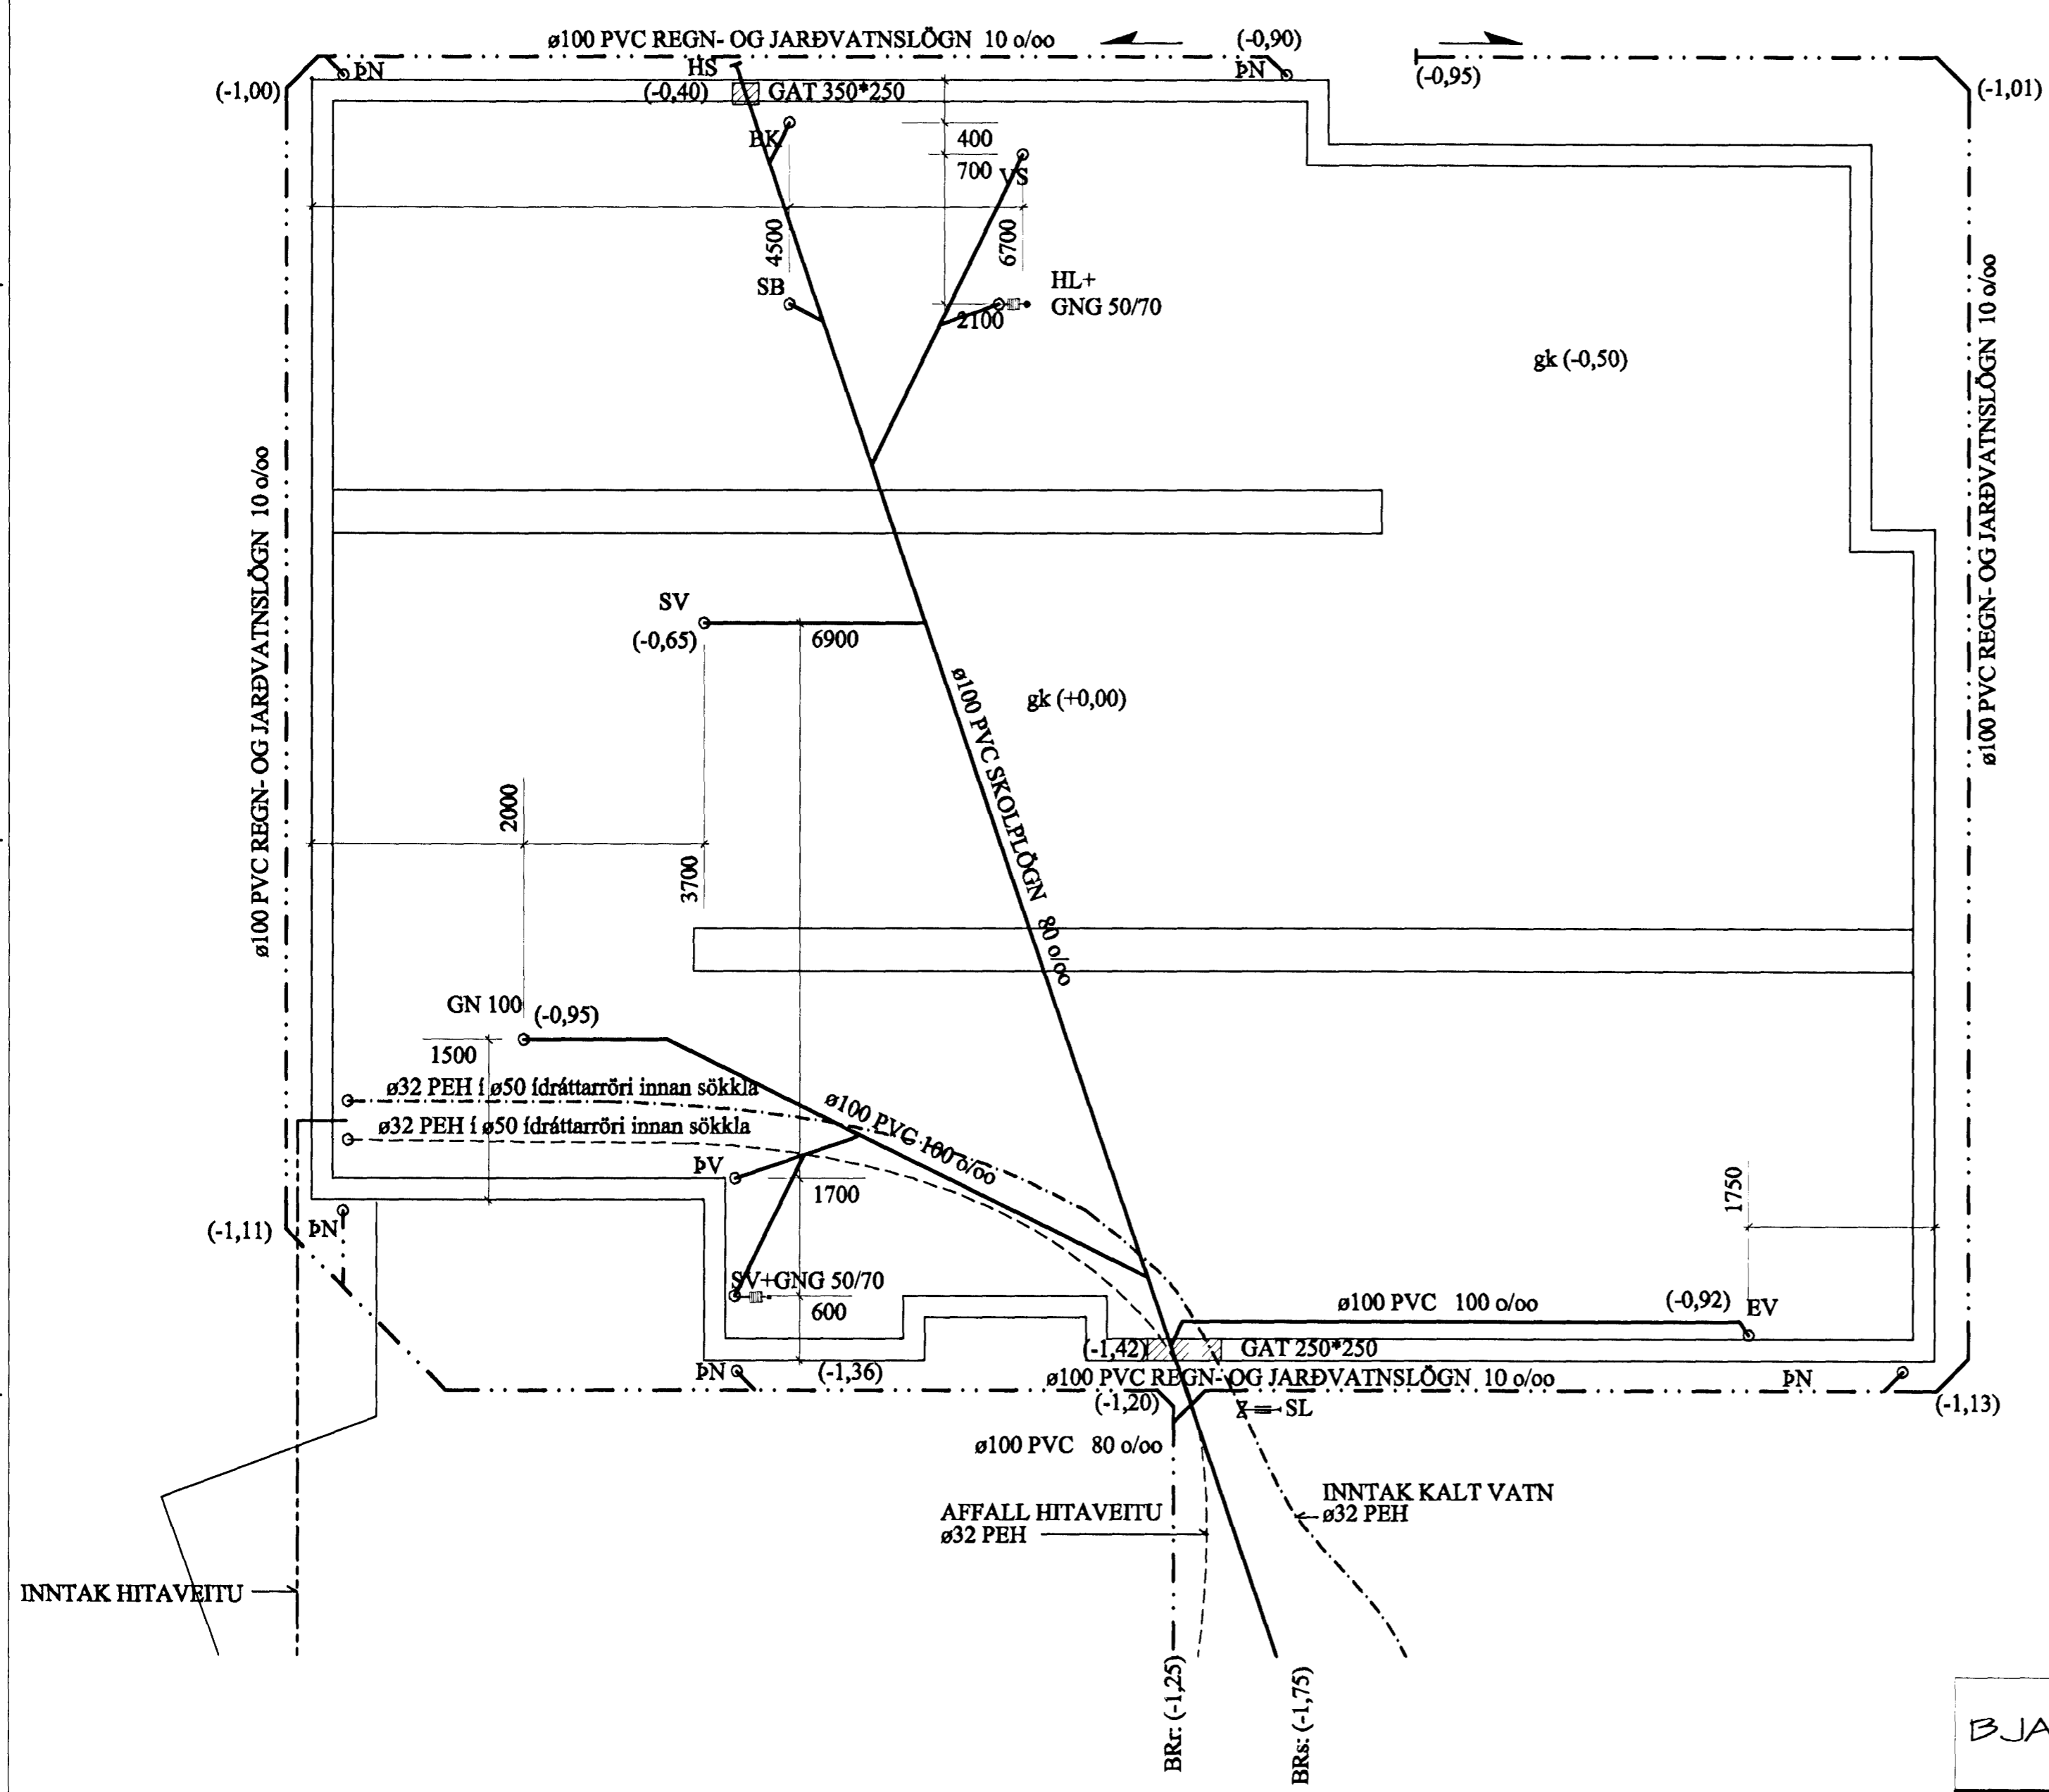 ø100 PVC REGN- OG JARÐVATNSLÖGN 10 o/oo
(-0,90)
ÞN
HS
ÞN
(-0,95)
(-1,00)
(-0,40)
GAT 350*250
(-1,01)
BK
400
700
VS
4500
6700
SB
HL+
GNG 50/70
2100
gk (-0,50)
ø100 PVC REGN- OG JARÐVATNSLÖGN 10 o/oo
ø100 PVC REGN- OG JARÐVATNSLÖGN 10 o/oo
SV
(-0,65)
6900
gk (+0,00)
ø100 PVC SKOLPLÖGN 80 o/oo
2000
3700
GN 100
(-0,95)
1500
ø32 PEH í ø50 ídráttarröri innan sökkla
ø100 PVC 100 o/oo
ø32 PEH í ø50 ídráttarröri innan sökkla
ÞV
1700
1750
(-1,11)
ÞN
SV+GNG 50/70
600
ø100 PVC 100 o/oo
(-0,92)
EV
(-1,42)
GAT 250*250
ÞN
(-1,36)
ø100 PVC REGN- OG JARÐVATNSLÖGN 10 o/oo
ÞN
(-1,20)
SL
(-1,13)
ø100 PVC 80 o/oo
INNTAK KALT VATN
ø32 PEH
AFFALL HITAVEITU
ø32 PEH
INNTAK HITAVEITU
BRr: (-1,25)
BRs: (-1,75)
BJA